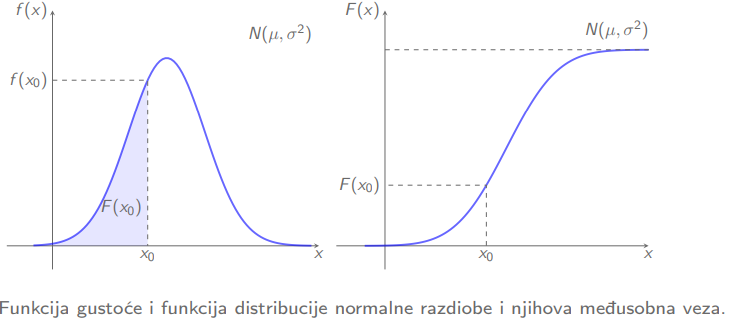 f(x)
N(μ, σ²)
f(x₀)
F(x₀)
x₀
x
F(x)
N(μ, σ²)
F(x₀)
x₀
x
Funkcija gustoće i funkcija distribucije normalne razdiobe i njihova međusobna veza.